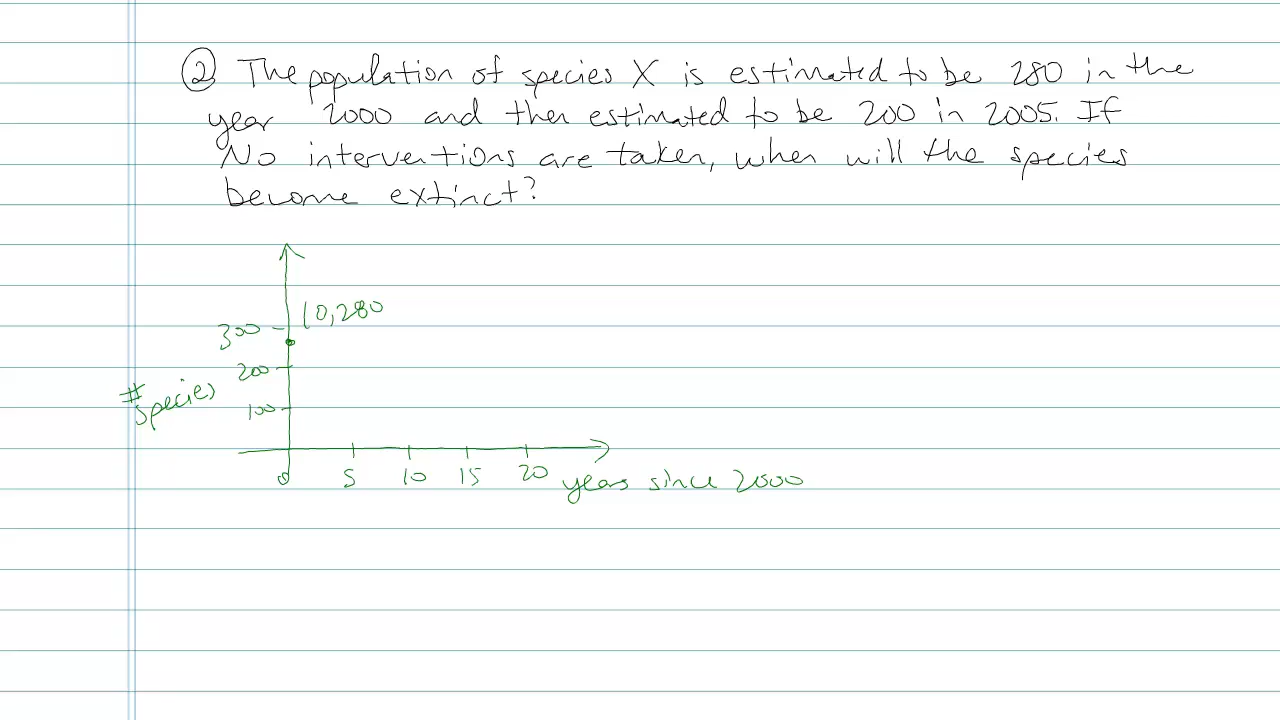 ② The population of species X is estimated to be 280 in the
year 2000 and then estimated to be 200 in 2005. If
No interventions are taken, when will the species
become extinct?
(0,280
300
200
#
species
100
0 5 10 15 20 years since 2000